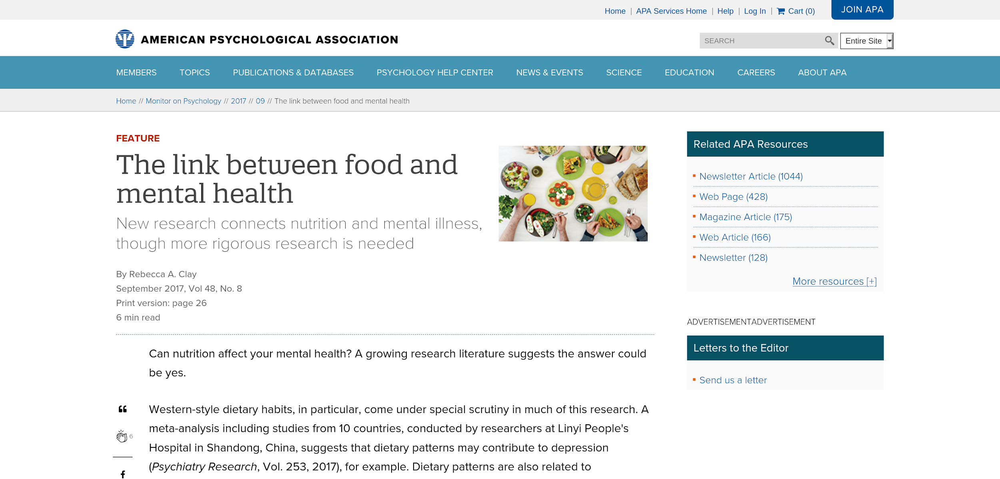 Home | APA Services Home | Help | Log In | Cart (0)
JOIN APA
AMERICAN PSYCHOLOGICAL ASSOCIATION
SEARCH
Entire Site
MEMBERS TOPICS PUBLICATIONS & DATABASES PSYCHOLOGY HELP CENTER NEWS & EVENTS SCIENCE EDUCATION CAREERS ABOUT APA
Home // Monitor on Psychology // 2017 // 09 // The link between food and mental health
FEATURE
The link between food and
mental health
New research connects nutrition and mental illness,
though more rigorous research is needed
By Rebecca A. Clay
September 2017, Vol 48, No. 8
Print version: page 26
6 min read
Can nutrition affect your mental health? A growing research literature suggests the answer could
be yes.
Western-style dietary habits, in particular, come under special scrutiny in much of this research. A
meta-analysis including studies from 10 countries, conducted by researchers at Linyi People's
Hospital in Shandong, China, suggests that dietary patterns may contribute to depression
(Psychiatry Research, Vol. 253, 2017), for example. Dietary patterns are also related to
6
Related APA Resources
Newsletter Article (1044)
Web Page (428)
Magazine Article (175)
Web Article (166)
Newsletter (128)
More resources [+]
ADVERTISEMENTADVERTISEMENT
Letters to the Editor
Send us a letter